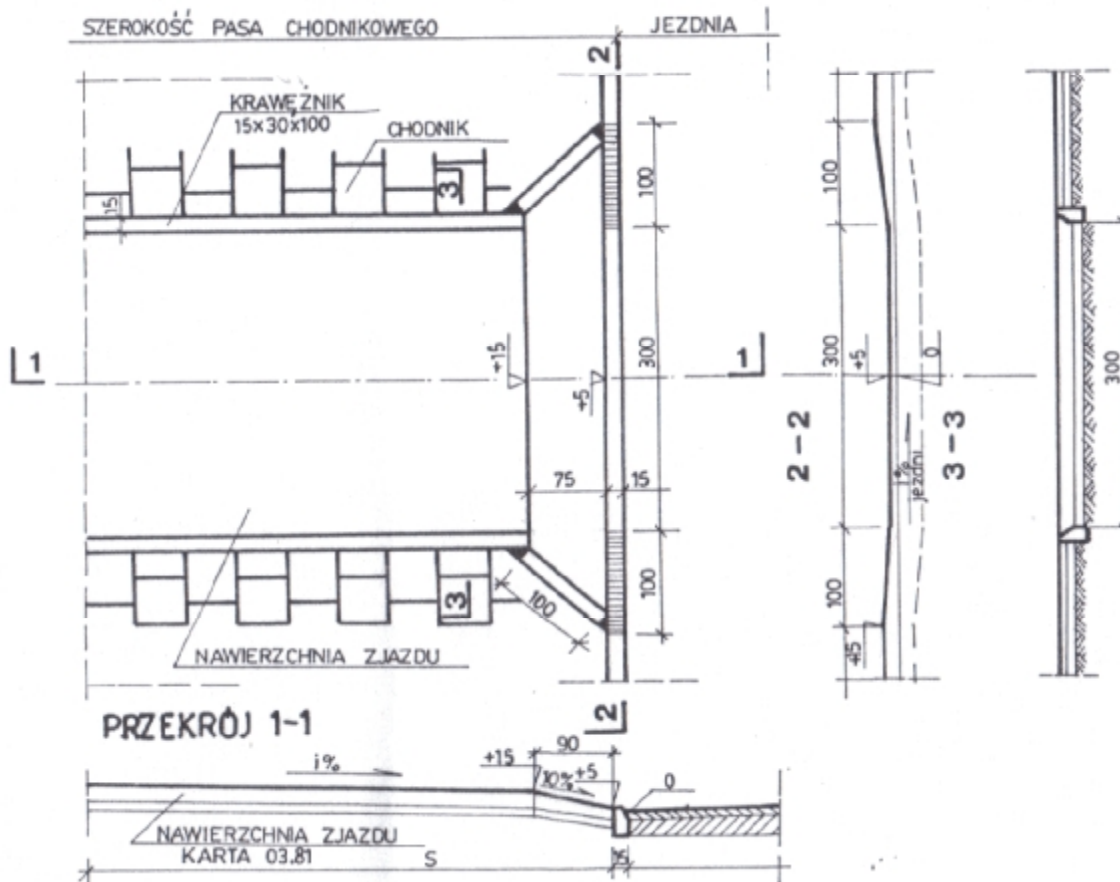 SZEROKOŚĆ PASA CHODNIKOWEGO
JEZDNIA
2
KRAWĘŻNIK
15x30x100
CHODNIK
3
15
100
300
100
1
+15
+5
1
75
15
3
100
NAWIERZCHNIA ZJAZDU
2
100
300
100
+5
0
2-2
3-3
i%
jezdni
+15
300
PRZEKRÓJ 1-1
i%
+15
90
10%
+5
0
NAWIERZCHNIA ZJAZDU
KARTA 03.81
S
15